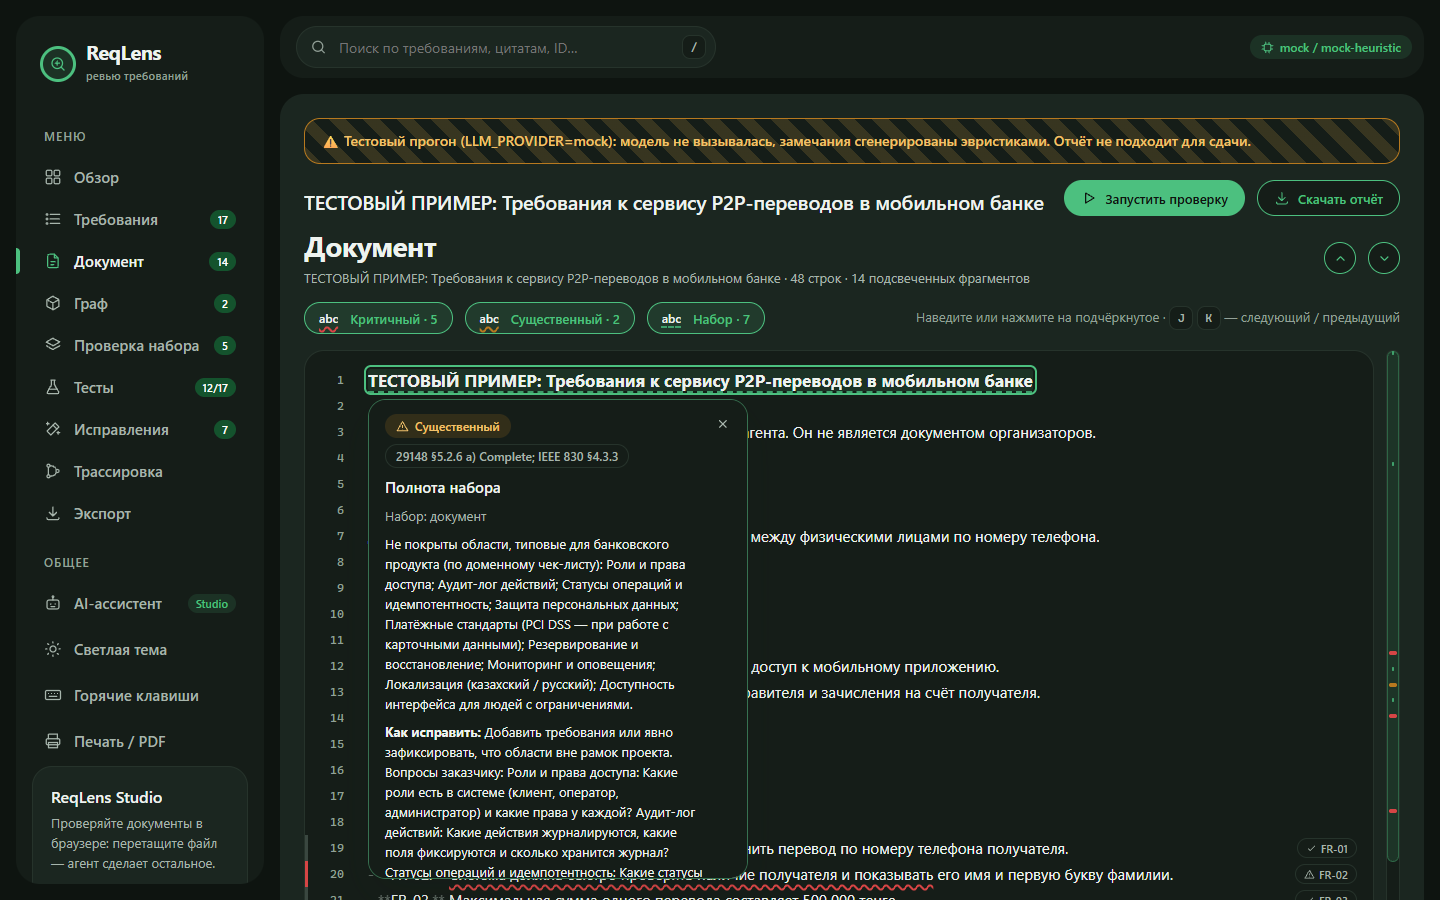 ReqLens
ревью требований
МЕНЮ
Обзор
Требования 17
Документ 14
Граф 2
Проверка набора 5
Тесты 12/17
Исправления 7
Трассировка
Экспорт
ОБЩЕЕ
AI-ассистент Studio
Светлая тема
Горячие клавиши
Печать / PDF
ReqLens Studio
Проверяйте документы в
браузере: перетащите файл
— агент сделает остальное.
Поиск по требованиям, цитатам, ID... /
mock / mock-heuristic
Тестовый прогон (LLM_PROVIDER=mock): модель не вызывалась, замечания сгенерированы эвристиками. Отчёт не подходит для сдачи.
ТЕСТОВЫЙ ПРИМЕР: Требования к сервису P2P-переводов в мобильном банке
Запустить проверку
Скачать отчёт
Документ
ТЕСТОВЫЙ ПРИМЕР: Требования к сервису P2P-переводов в мобильном банке · 48 строк · 14 подсвеченных фрагментов
abc Критичный · 5
abc Существенный · 2
abc Набор · 7
Наведите или нажмите на подчёркнутое · J K — следующий / предыдущий
1 ТЕСТОВЫЙ ПРИМЕР: Требования к сервису P2P-переводов в мобильном банке
2
3 гента. Он не является документом организаторов.
4
5
6
7 между физическими лицами по номеру телефона.
8
9
10
11
12 доступ к мобильному приложению.
13 равителя и зачисления на счёт получателя.
14
15
16
17
18
19 нить перевод по номеру телефона получателя. FR-01
20 ие получателя и показывать его имя и первую букву фамилии. FR-02
Существенный
29148 §5.2.6 a) Complete; IEEE 830 §4.3.3
Полнота набора
Набор: документ
Не покрыты области, типовые для банковского
продукта (по доменному чек-листу): Роли и права
доступа; Аудит-лог действий; Статусы операций и
идемпотентность; Защита персональных данных;
Платёжные стандарты (PCI DSS — при работе с
карточными данными); Резервирование и
восстановление; Мониторинг и оповещения;
Локализация (казахский / русский); Доступность
интерфейса для людей с ограничениями.
Как исправить: Добавить требования или явно
зафиксировать, что области вне рамок проекта.
Вопросы заказчику: Роли и права доступа: Какие
роли есть в системе (клиент, оператор,
администратор) и какие права у каждой? Аудит-лог
действий: Какие действия журналируются, какие
поля фиксируются и сколько хранится журнал?
Статусы операций и идемпотентность: Какие статусы
21 **FR-03.** Максимальная сумма одного перевода составляет 500 000 тенге. FR-03